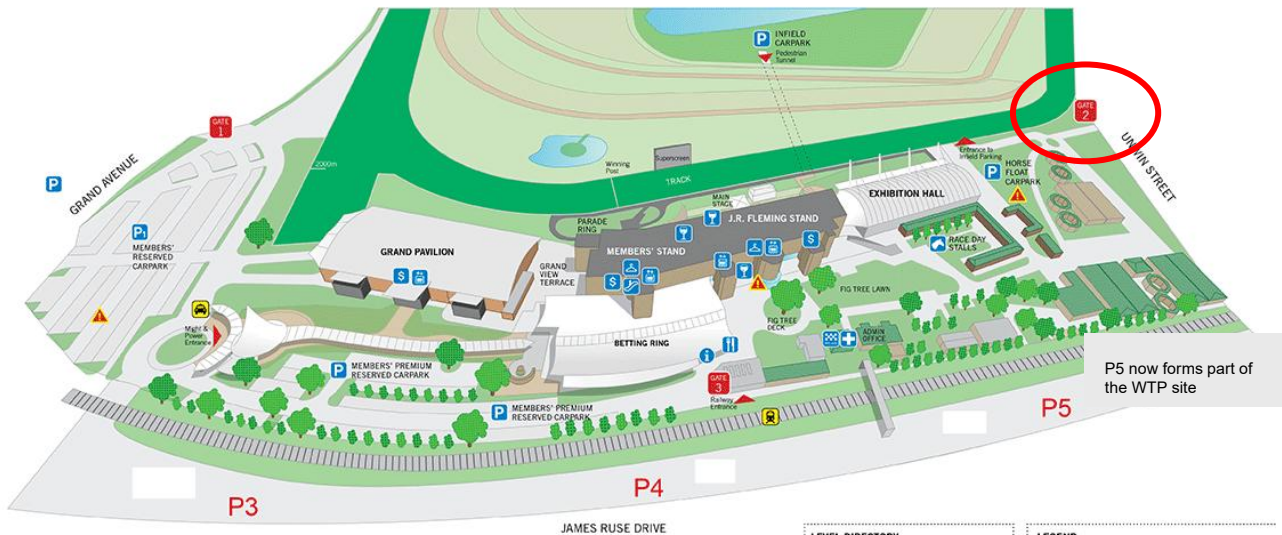 P
INFIELD
CARPARK
Pedestrian
Tunnel
GATE
1
GATE
2
GRAND AVENUE
P
2000m
Winning
Post
Superscreen
TRACK
Entrance to
Infield Parking
UNWIN STREET
P
HORSE
FLOAT
CARPARK
EXHIBITION HALL
MAIN
STAGE
J.R. FLEMING STAND
PARADE
RING
MEMBERS' STAND
P1
MEMBERS'
RESERVED
CARPARK
GRAND PAVILION
GRAND
VIEW
TERRACE
RACE DAY
STALLS
$
$
$
FIG TREE LAWN
FIG TREE
DECK
Might &
Power
Entrance
BETTING RING
ADMIN
OFFICE
P
MEMBERS' PREMIUM
RESERVED CARPARK
i
GATE
3
Railway
Entrance
P
MEMBERS' PREMIUM
RESERVED CARPARK
P5 now forms part of
the WTP site
P5
P4
P3
JAMES RUSE DRIVE
LEVEL DIRECTORY
LEGEND